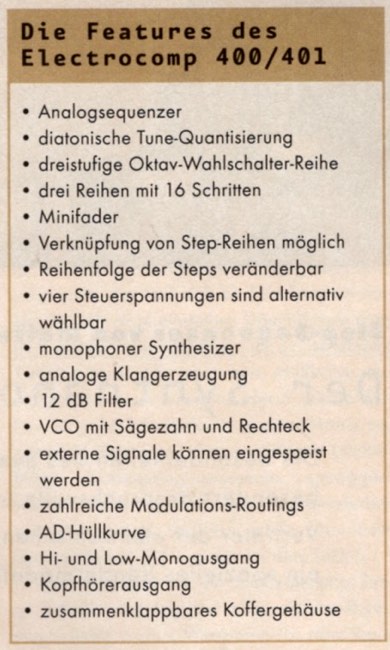 Die Features des
Electrocomp 400/401
• Analogsequenzer
• diatonische Tune-Quantisierung
• dreistufige Oktav-Wahlschalter-Reihe
• drei Reihen mit 16 Schritten
• Minifader
• Verknüpfung von Step-Reihen möglich
• Reihenfolge der Steps veränderbar
• vier Steuerspannungen sind alternativ
wählbar
• monophoner Synthesizer
• analoge Klangerzeugung
• 12 dB Filter
• VCO mit Sägezahn und Rechteck
• externe Signale können eingespeist
werden
• zahlreiche Modulations-Routings
• AD-Hüllkurve
• Hi- und Low-Monoausgang
• Kopfhörerausgang
• zusammenklappbares Koffergehäuse